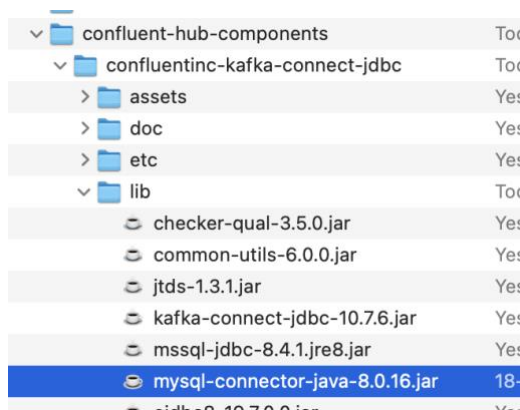 confluent-hub-components
confluentinc-kafka-connect-jdbc
assets
doc
etc
lib
checker-qual-3.5.0.jar
common-utils-6.0.0.jar
jtds-1.3.1.jar
kafka-connect-jdbc-10.7.6.jar
mssql-jdbc-8.4.1.jre8.jar
mysql-connector-java-8.0.16.jar 18-